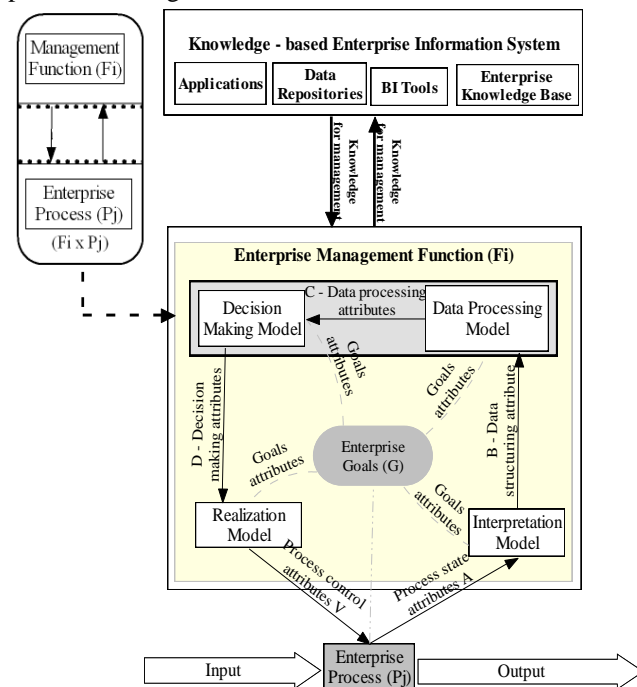 Management
Function (Fi)
Enterprise
Process (Pj)
(Fi x Pj)
Knowledge - based Enterprise Information System
Applications
Data
Repositories
BI Tools
Enterprise
Knowledge Base
Knowledge
for management
Knowledge
for management
Enterprise Management Function (Fi)
Decision
Making Model
C - Data processing
attributes
Data Processing
Model
Goals
attributes
Goals
attributes
D - Decision
making attributes
B - Data
structuring attribute
Enterprise
Goals (G)
Goals
attributes
Goals
attributes
Realization
Model
Interpretation
Model
Process control
attributes V
Process state
attributes A
Input
Enterprise
Process (Pj)
Output